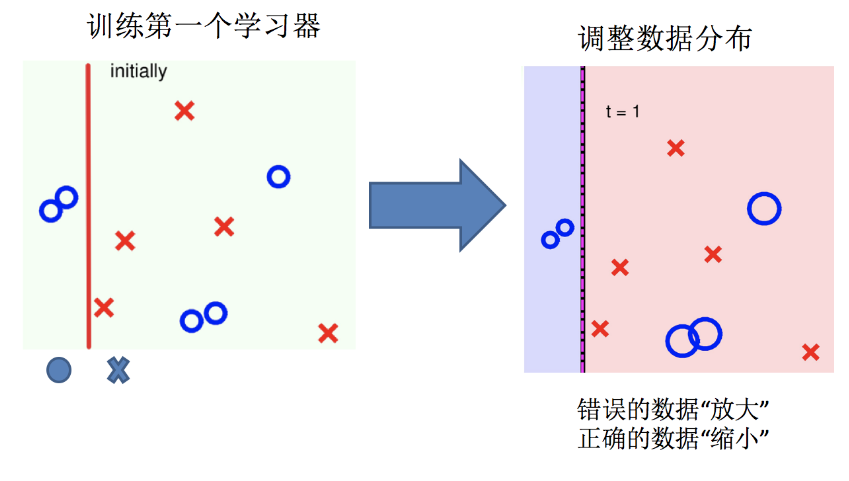 训练第一个学习器
initially
调整数据分布
t = 1
错误的数据“放大”
正确的数据“缩小”